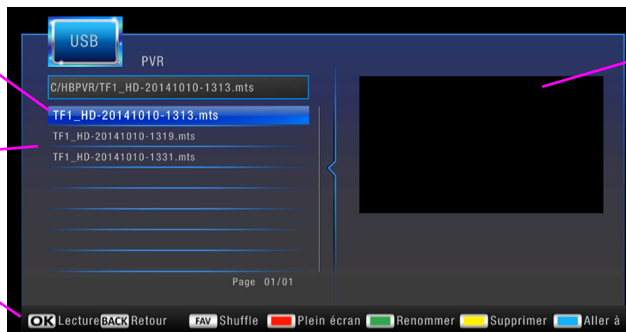 USB
PVR
C/HBPVR/TF1_HD-20141010-1313.mts
TF1_HD-20141010-1313.mts
TF1_HD-20141010-1319.mts
TF1_HD-20141010-1331.mts
Page 01/01
OK Lecture BACK Retour FAV Shuffle Plein écran Renommer Supprimer Aller à